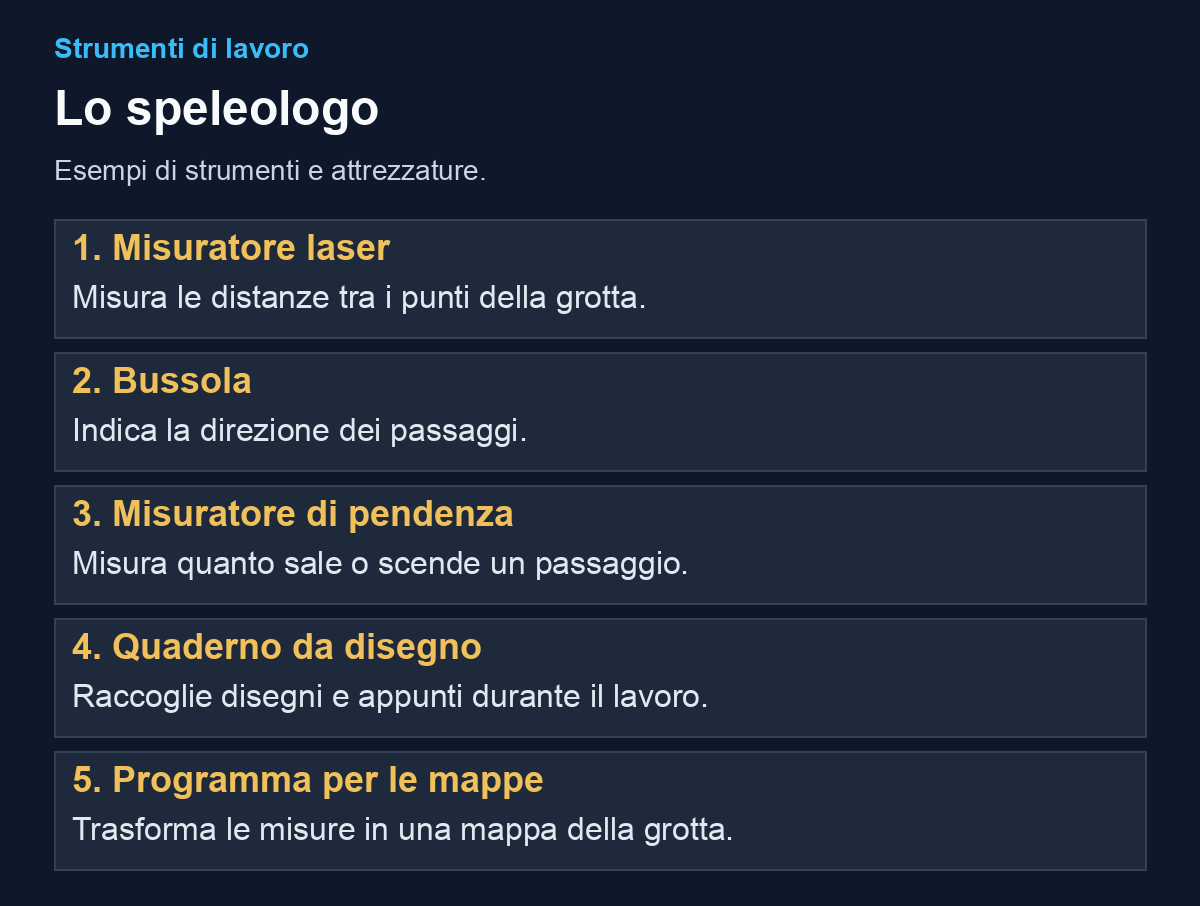 Strumenti di lavoro
Lo speleologo
Esempi di strumenti e attrezzature.
1. Misuratore laser
Misura le distanze tra i punti della grotta.
2. Bussola
Indica la direzione dei passaggi.
3. Misuratore di pendenza
Misura quanto sale o scende un passaggio.
4. Quaderno da disegno
Raccoglie disegni e appunti durante il lavoro.
5. Programma per le mappe
Trasforma le misure in una mappa della grotta.